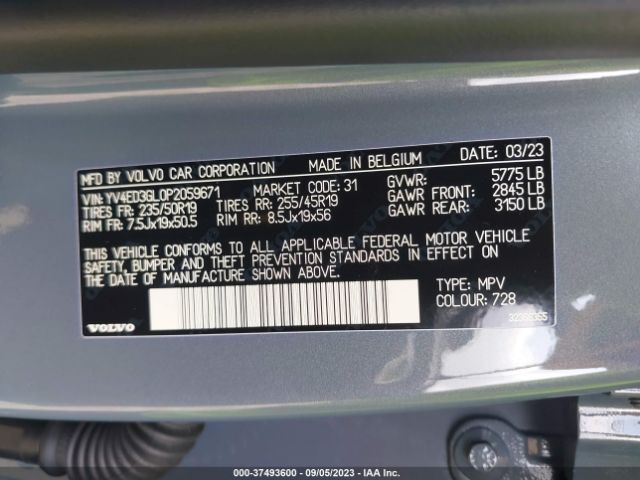 MFD BY VOLVO CAR CORPORATION MADE IN BELGIUM DATE: 03/23
VIN: YV4ED3GL0P2059671 MARKET CODE: 31 GVWR: 5775 LB
TIRES FR: 235/50R19 TIRES RR: 255/45R19 GAWR FRONT: 2845 LB
RIM FR: 7.5Jx19x50.5 RIM RR: 8.5Jx19x56 GAWR REAR: 3150 LB
THIS VEHICLE CONFORMS TO ALL APPLICABLE FEDERAL MOTOR VEHICLE
SAFETY, BUMPER AND THEFT PREVENTION STANDARDS IN EFFECT ON
THE DATE OF MANUFACTURE SHOWN ABOVE.
TYPE: MPV
COLOUR: 728
VOLVO
000-37493600 - 09/05/2023 - IAA Inc.